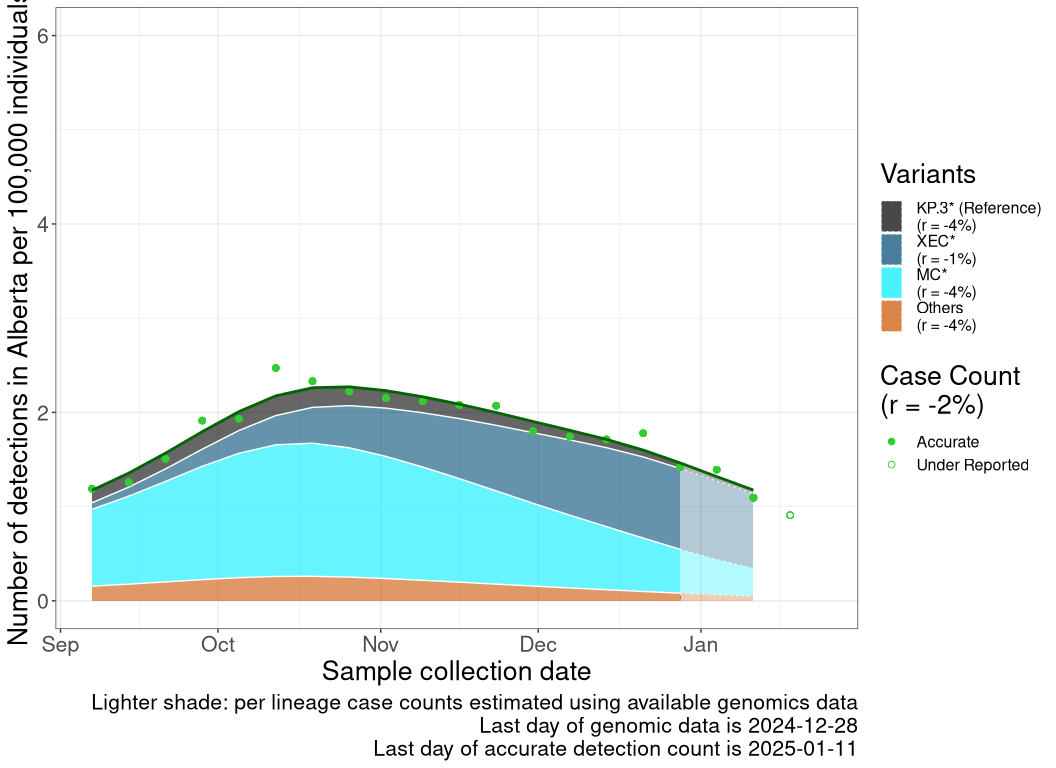 Number of detections in Alberta per 100,000 individuals
6
4
2
0
Sep
Oct
Nov
Dec
Jan
Sample collection date
Lighter shade: per lineage case counts estimated using available genomics data
Last day of genomic data is 2024-12-28
Last day of accurate detection count is 2025-01-11
Variants
KP.3* (Reference)
(r = -4%)
XEC*
(r = -1%)
MC*
(r = -4%)
Others
(r = -4%)
Case Count
(r = -2%)
Accurate
Under Reported